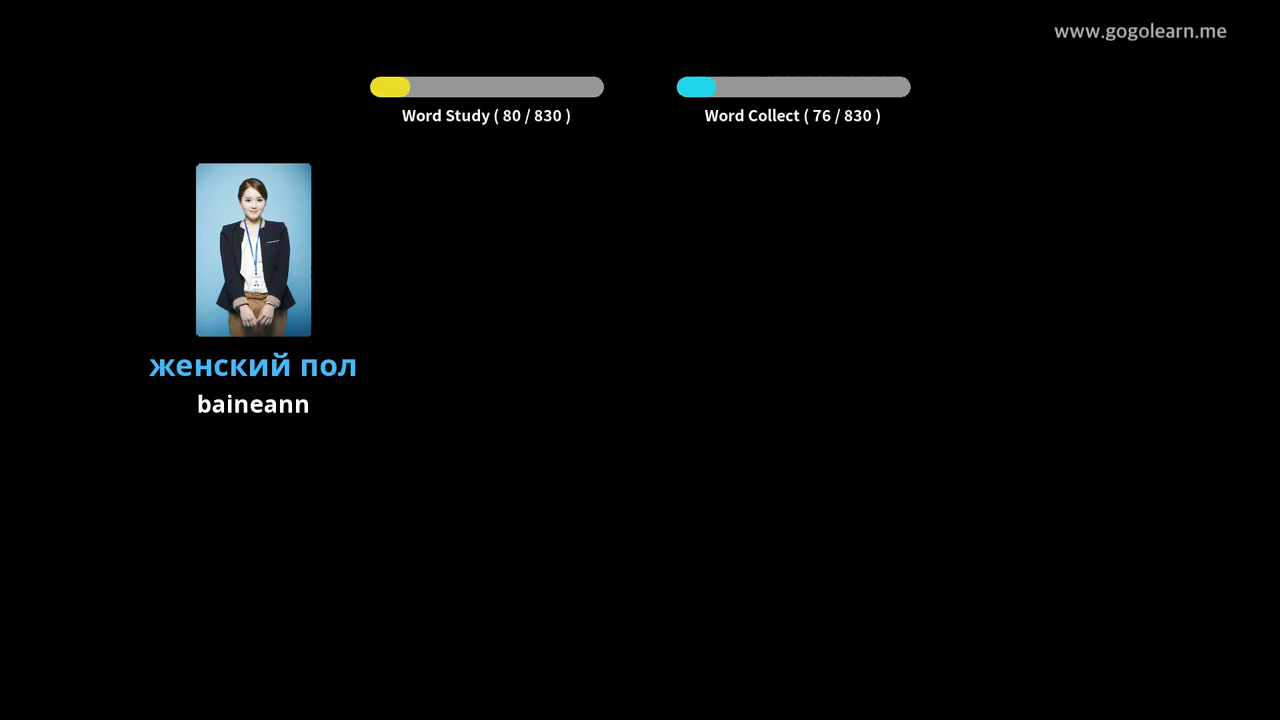 www.gogolearn.me
Word Study ( 80 / 830 )
Word Collect ( 76 / 830 )
женский пол
baineann